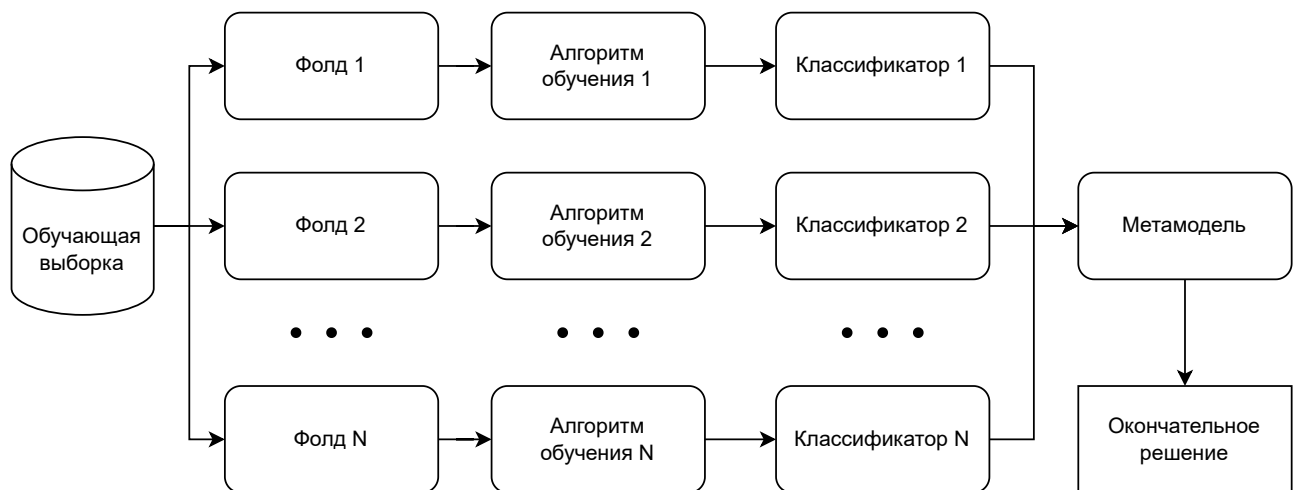 Фолд 1
Алгоритм
обучения 1
Классификатор 1
Обучающая
выборка
Фолд 2
Алгоритм
обучения 2
Классификатор 2
Метамодель
Фолд N
Алгоритм
обучения N
Классификатор N
Окончательное
решение